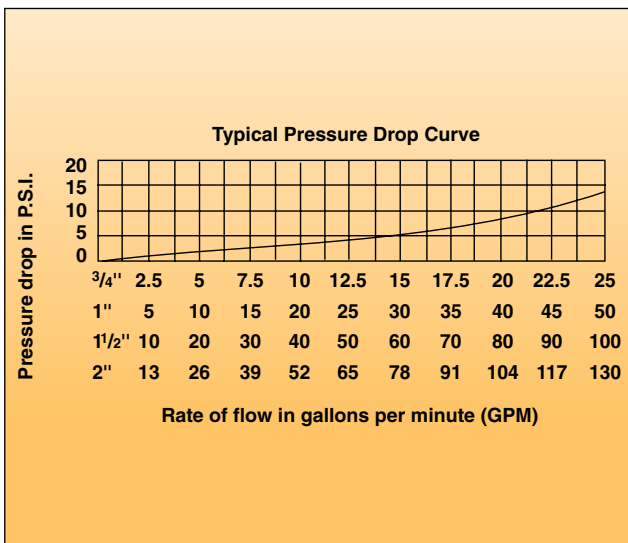 Typical Pressure Drop Curve
Pressure drop in P.S.I.
20
15
10
5
0
3/4" 2.5 5 7.5 10 12.5 15 17.5 20 22.5 25
1" 5 10 15 20 25 30 35 40 45 50
1 1/2" 10 20 30 40 50 60 70 80 90 100
2" 13 26 39 52 65 78 91 104 117 130
Rate of flow in gallons per minute (GPM)